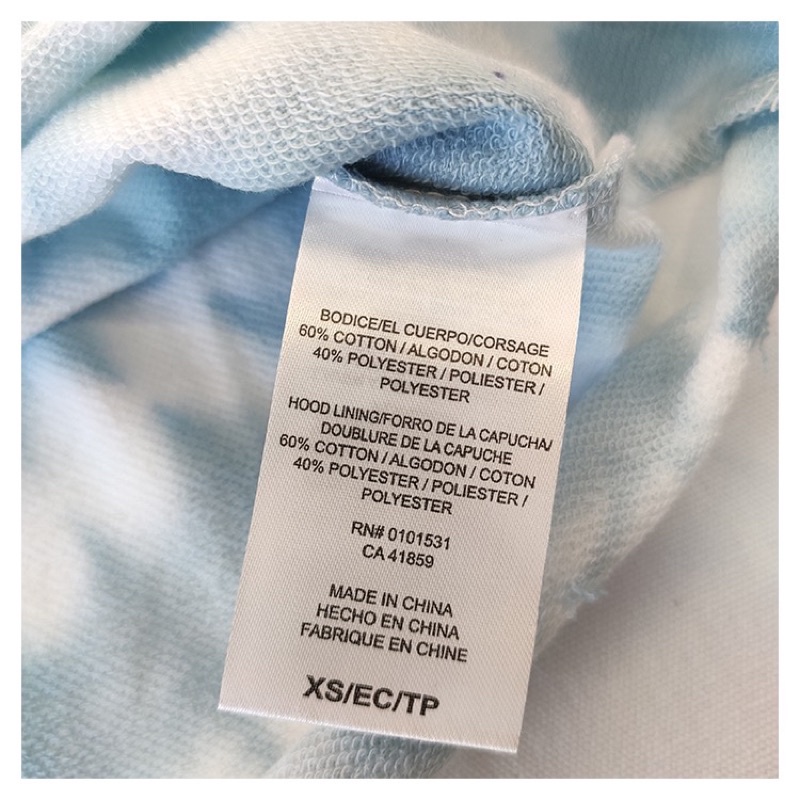 BODICE/EL CUERPO/CORSAGE
60% COTTON / ALGODON / COTON
40% POLYESTER / POLIESTER /
POLYESTER
HOOD LINING/FORRO DE LA CAPUCHA/
DOUBLURE DE LA CAPUCHE
60% COTTON / ALGODON / COTON
40% POLYESTER / POLIESTER /
POLYESTER
RN# 0101531
CA 41859
MADE IN CHINA
HECHO EN CHINA
FABRIQUE EN CHINE
XS/EC/TP